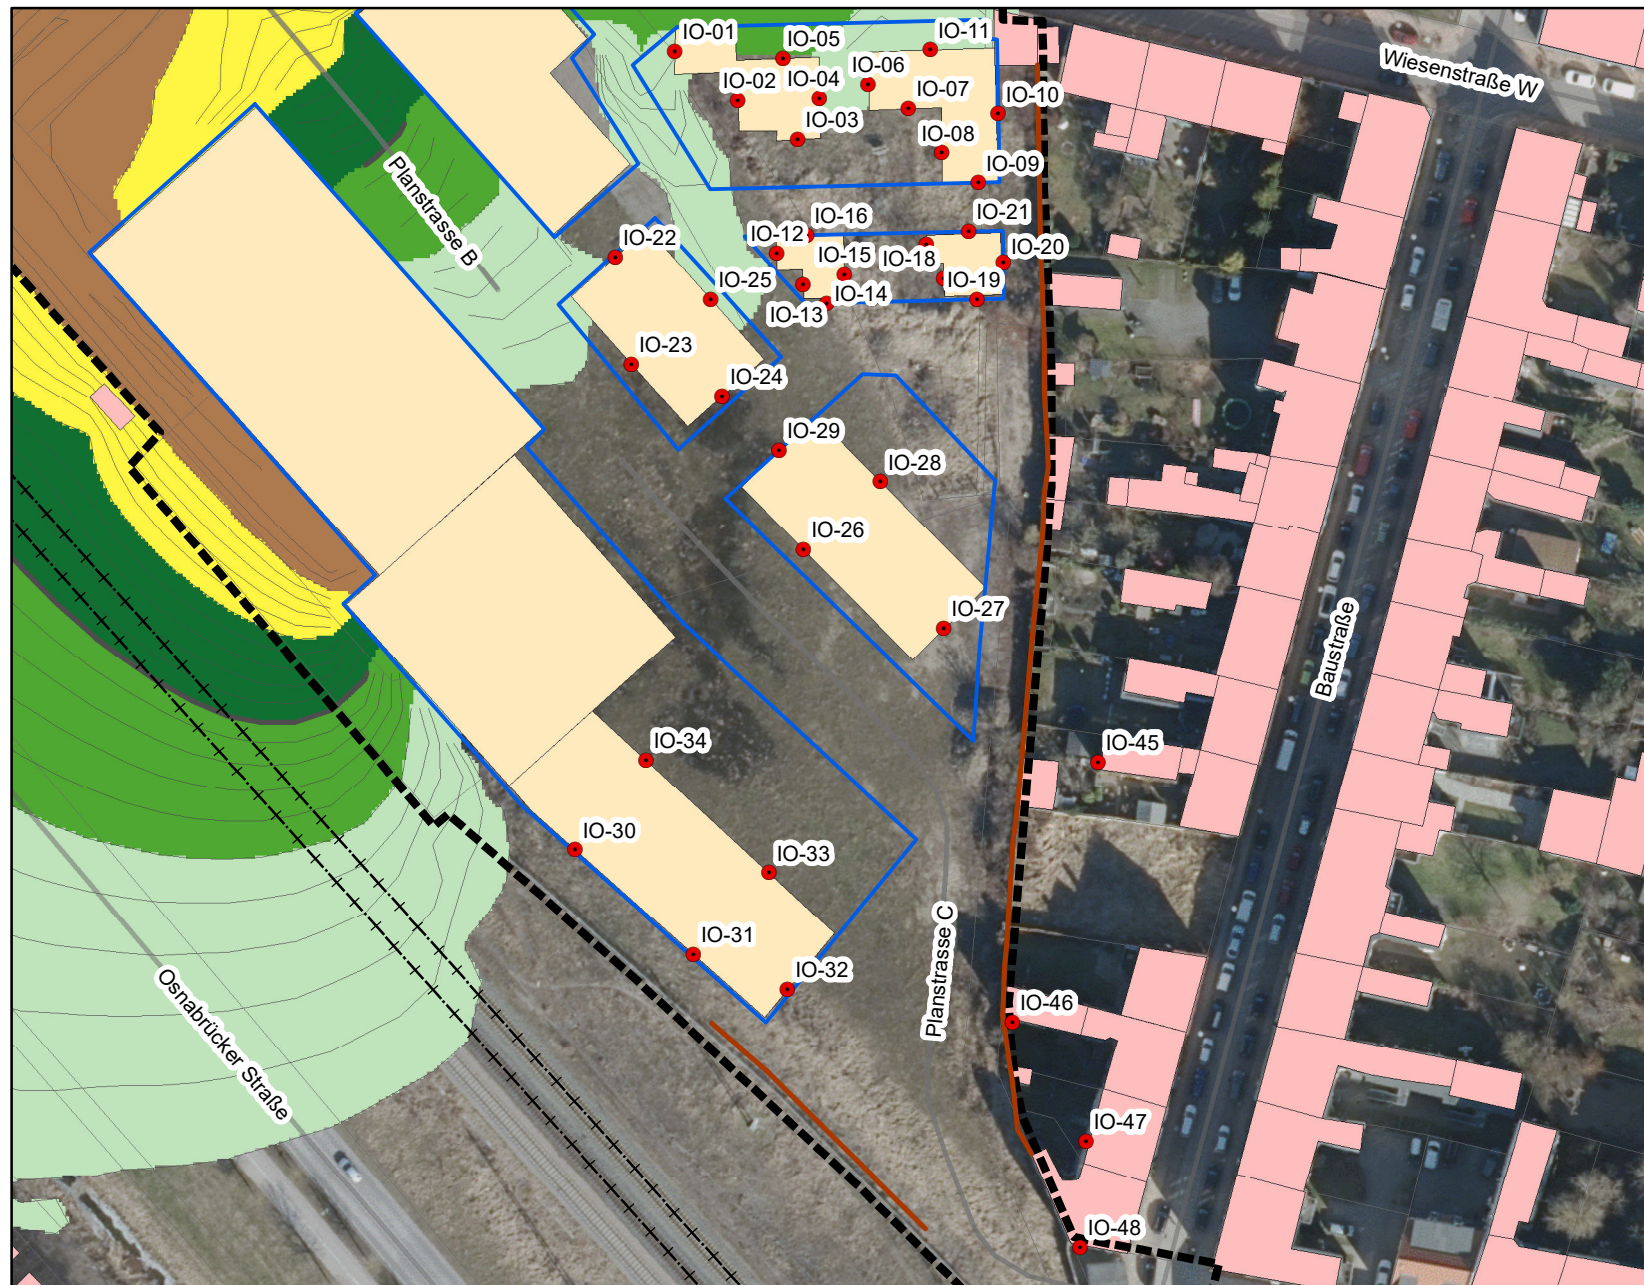 IO-01
IO-05
IO-11
Wiesenstraße W
IO-02
IO-04
IO-06
IO-07
IO-10
IO-03
IO-08
IO-09
Planstrasse B
IO-16
IO-21
IO-12
IO-22
IO-15
IO-18
IO-20
IO-25
IO-19
IO-14
IO-13
IO-23
IO-24
IO-29
IO-28
IO-26
IO-27
Baustraße
IO-34
IO-45
IO-30
IO-33
IO-31
IO-32
Planstrasse C
Osnabrücker Straße
IO-46
IO-47
IO-48